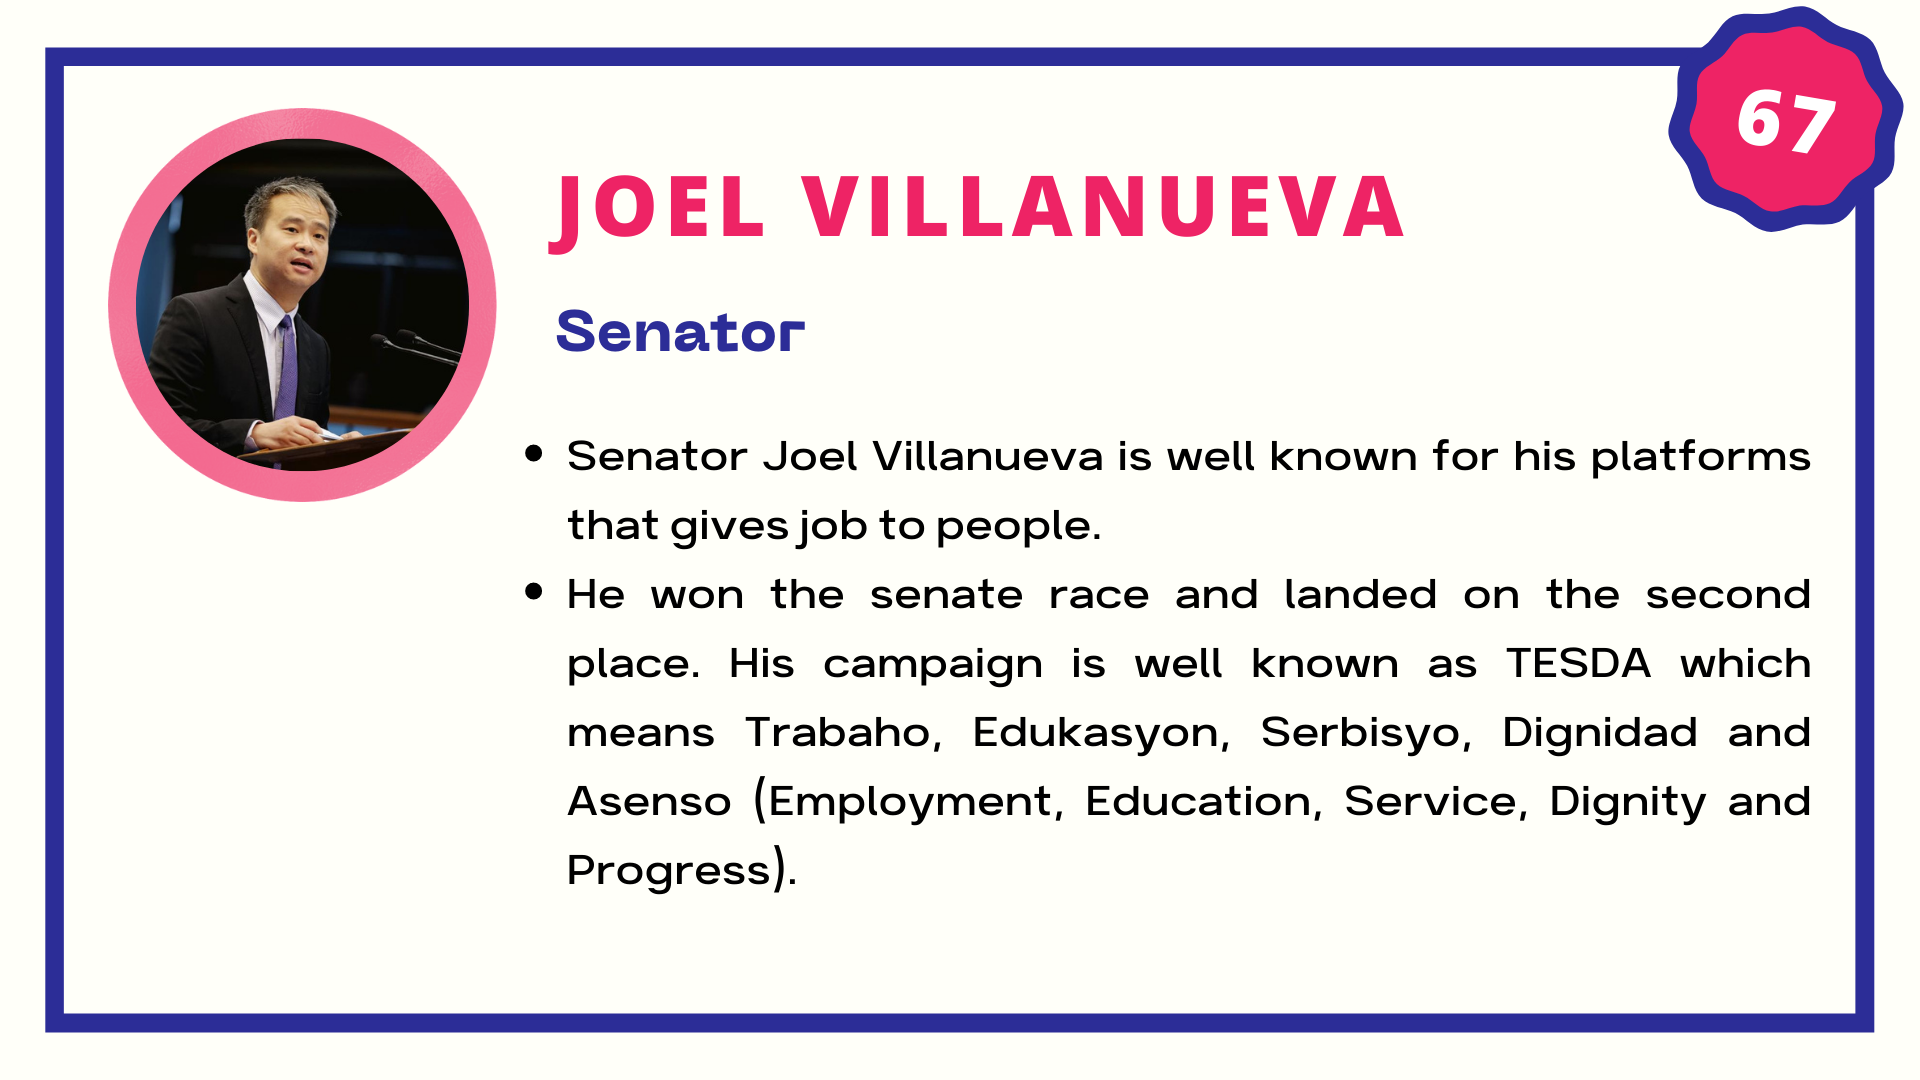 67
JOEL VILLANUEVA
Senator
• Senator Joel Villanueva is well known for his platforms
that gives job to people.
• He won the senate race and landed on the second
place. His campaign is well known as TESDA which
means Trabaho, Edukasyon, Serbisyo, Dignidad and
Asenso (Employment, Education, Service, Dignity and
Progress).